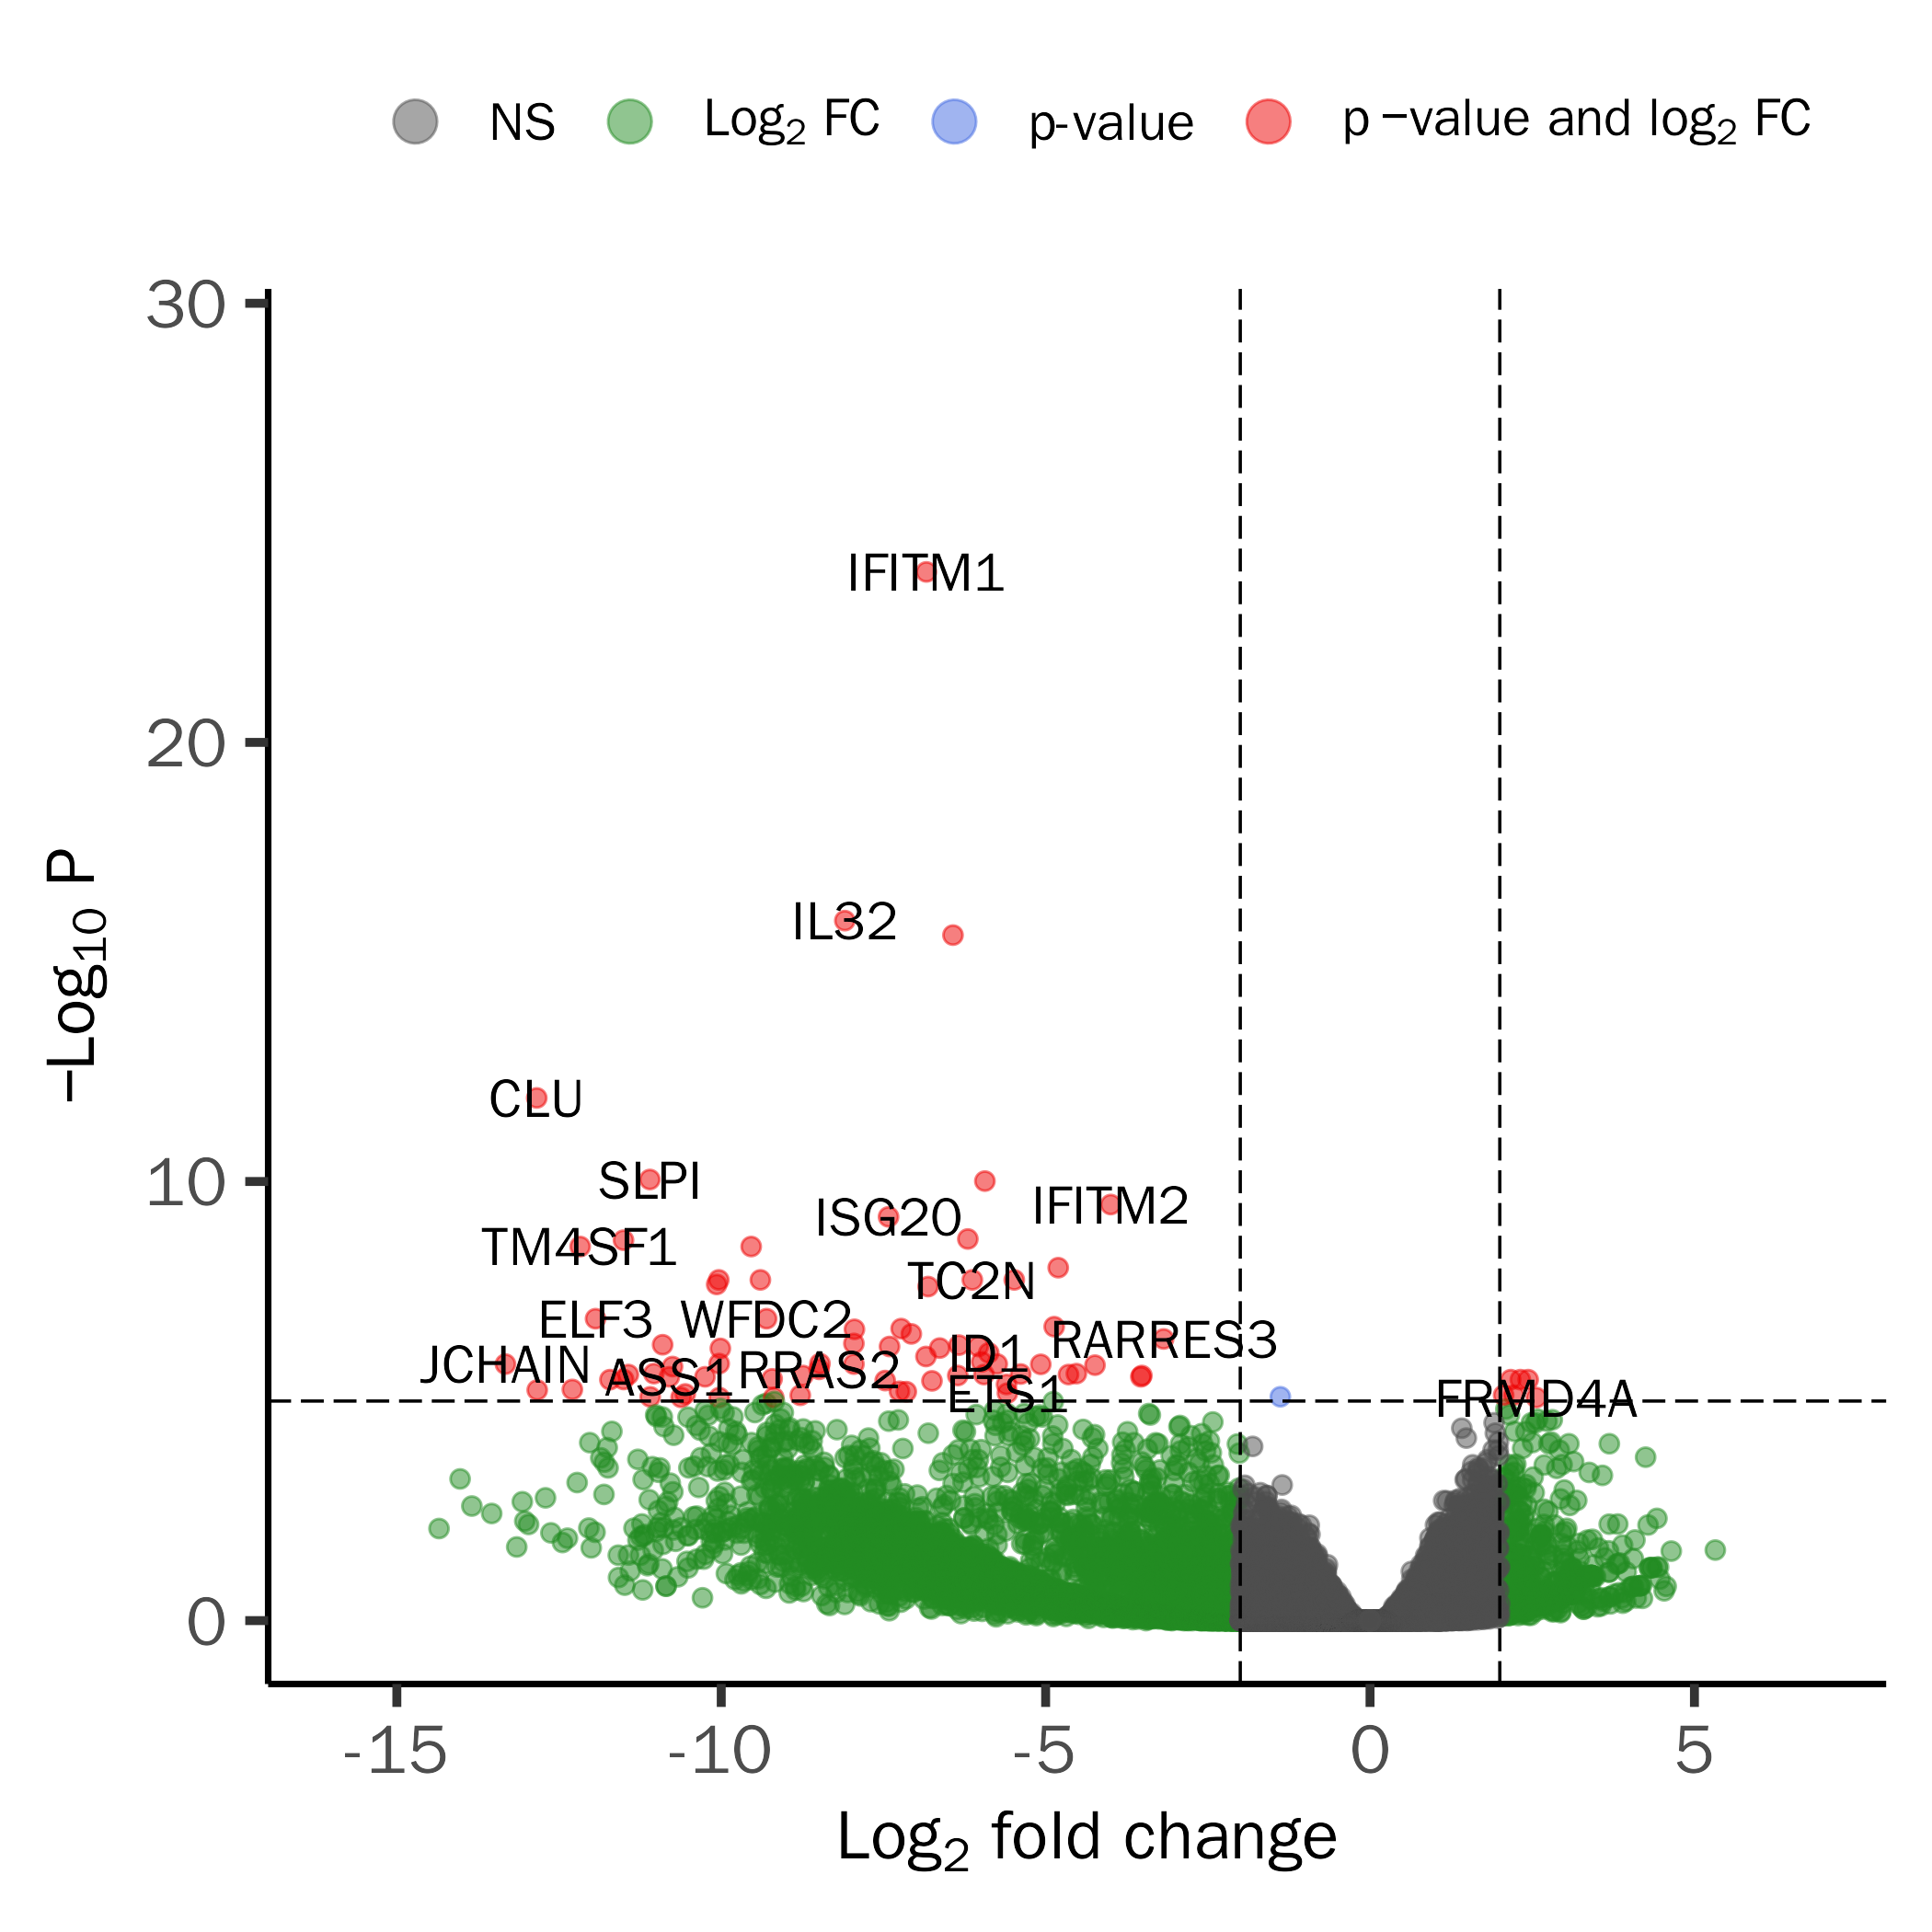 NS Log2 FC p-value p −value and log2 FC
30
20
10
0
−Log10 P
IFITM1
IL32
CLU
SLPI
ISG20
IFITM2
TM4SF1
TC2N
ELF3
WFDC2
RARRES3
ID1
JCHAIN
ASS1
RRAS2
ETS1
FRMD4A
-15 -10 -5 0 5
Log2 fold change